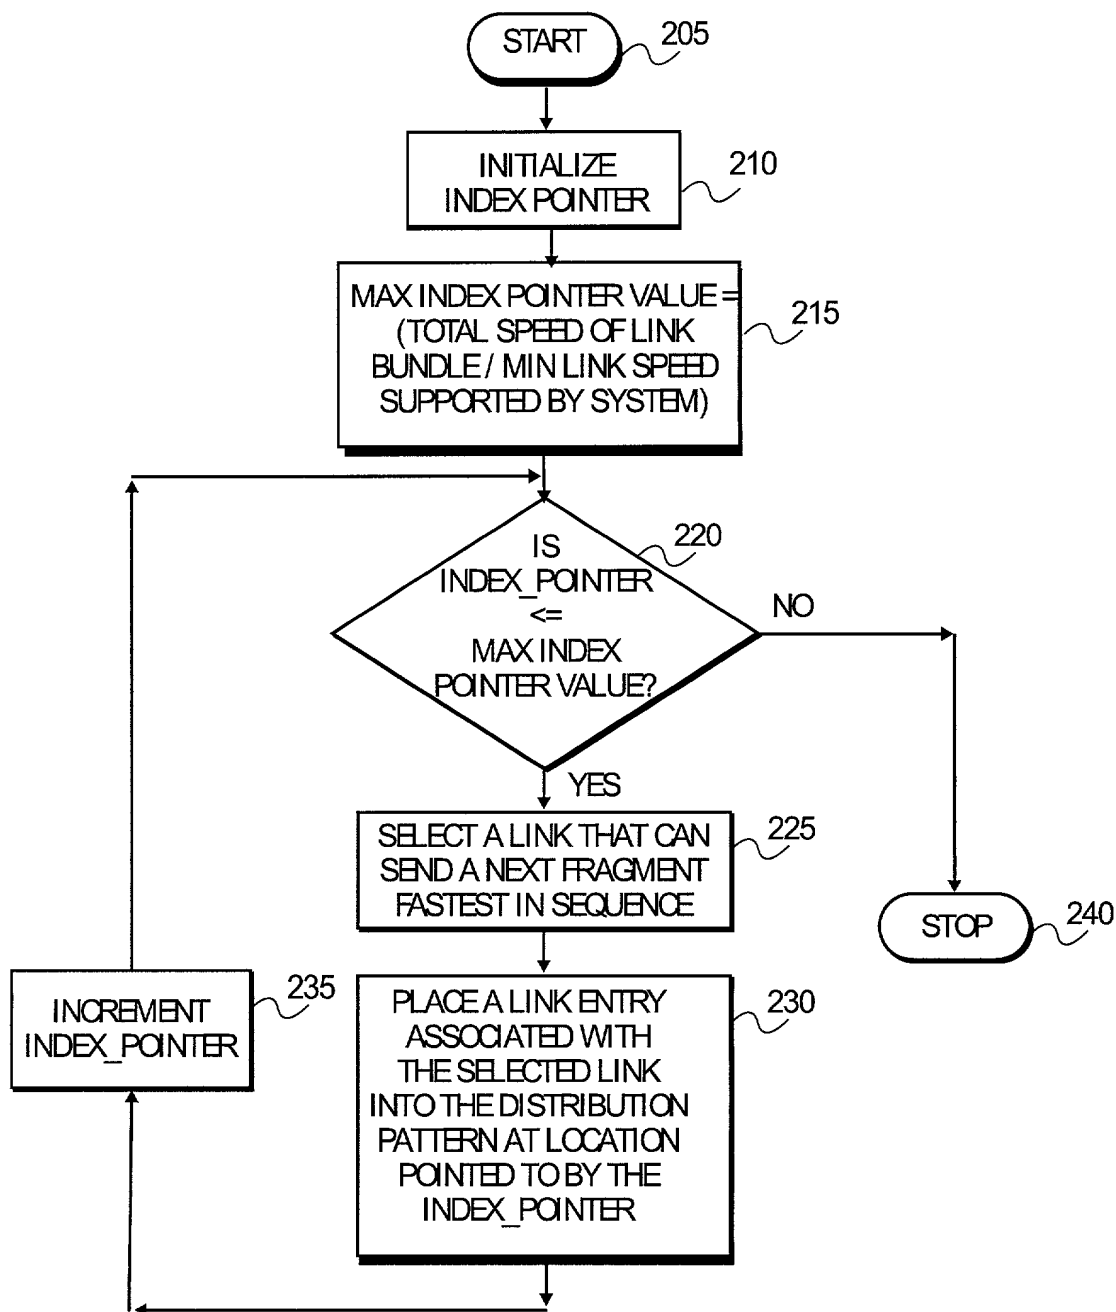 START
205
INITIALIZE
INDEX POINTER
210
MAX INDEX POINTER VALUE =
(TOTAL SPEED OF LINK
BUNDLE / MIN LINK SPEED
SUPPORTED BY SYSTEM)
215
IS
INDEX_POINTER
<=
MAX INDEX
POINTER VALUE?
220
NO
YES
SELECT A LINK THAT CAN
SEND A NEXT FRAGMENT
FASTEST IN SEQUENCE
225
STOP
240
INCREMENT
INDEX_POINTER
235
PLACE A LINK ENTRY
ASSOCIATED WITH
THE SELECTED LINK
INTO THE DISTRIBUTION
PATTERN AT LOCATION
POINTED TO BY THE
INDEX_POINTER
230